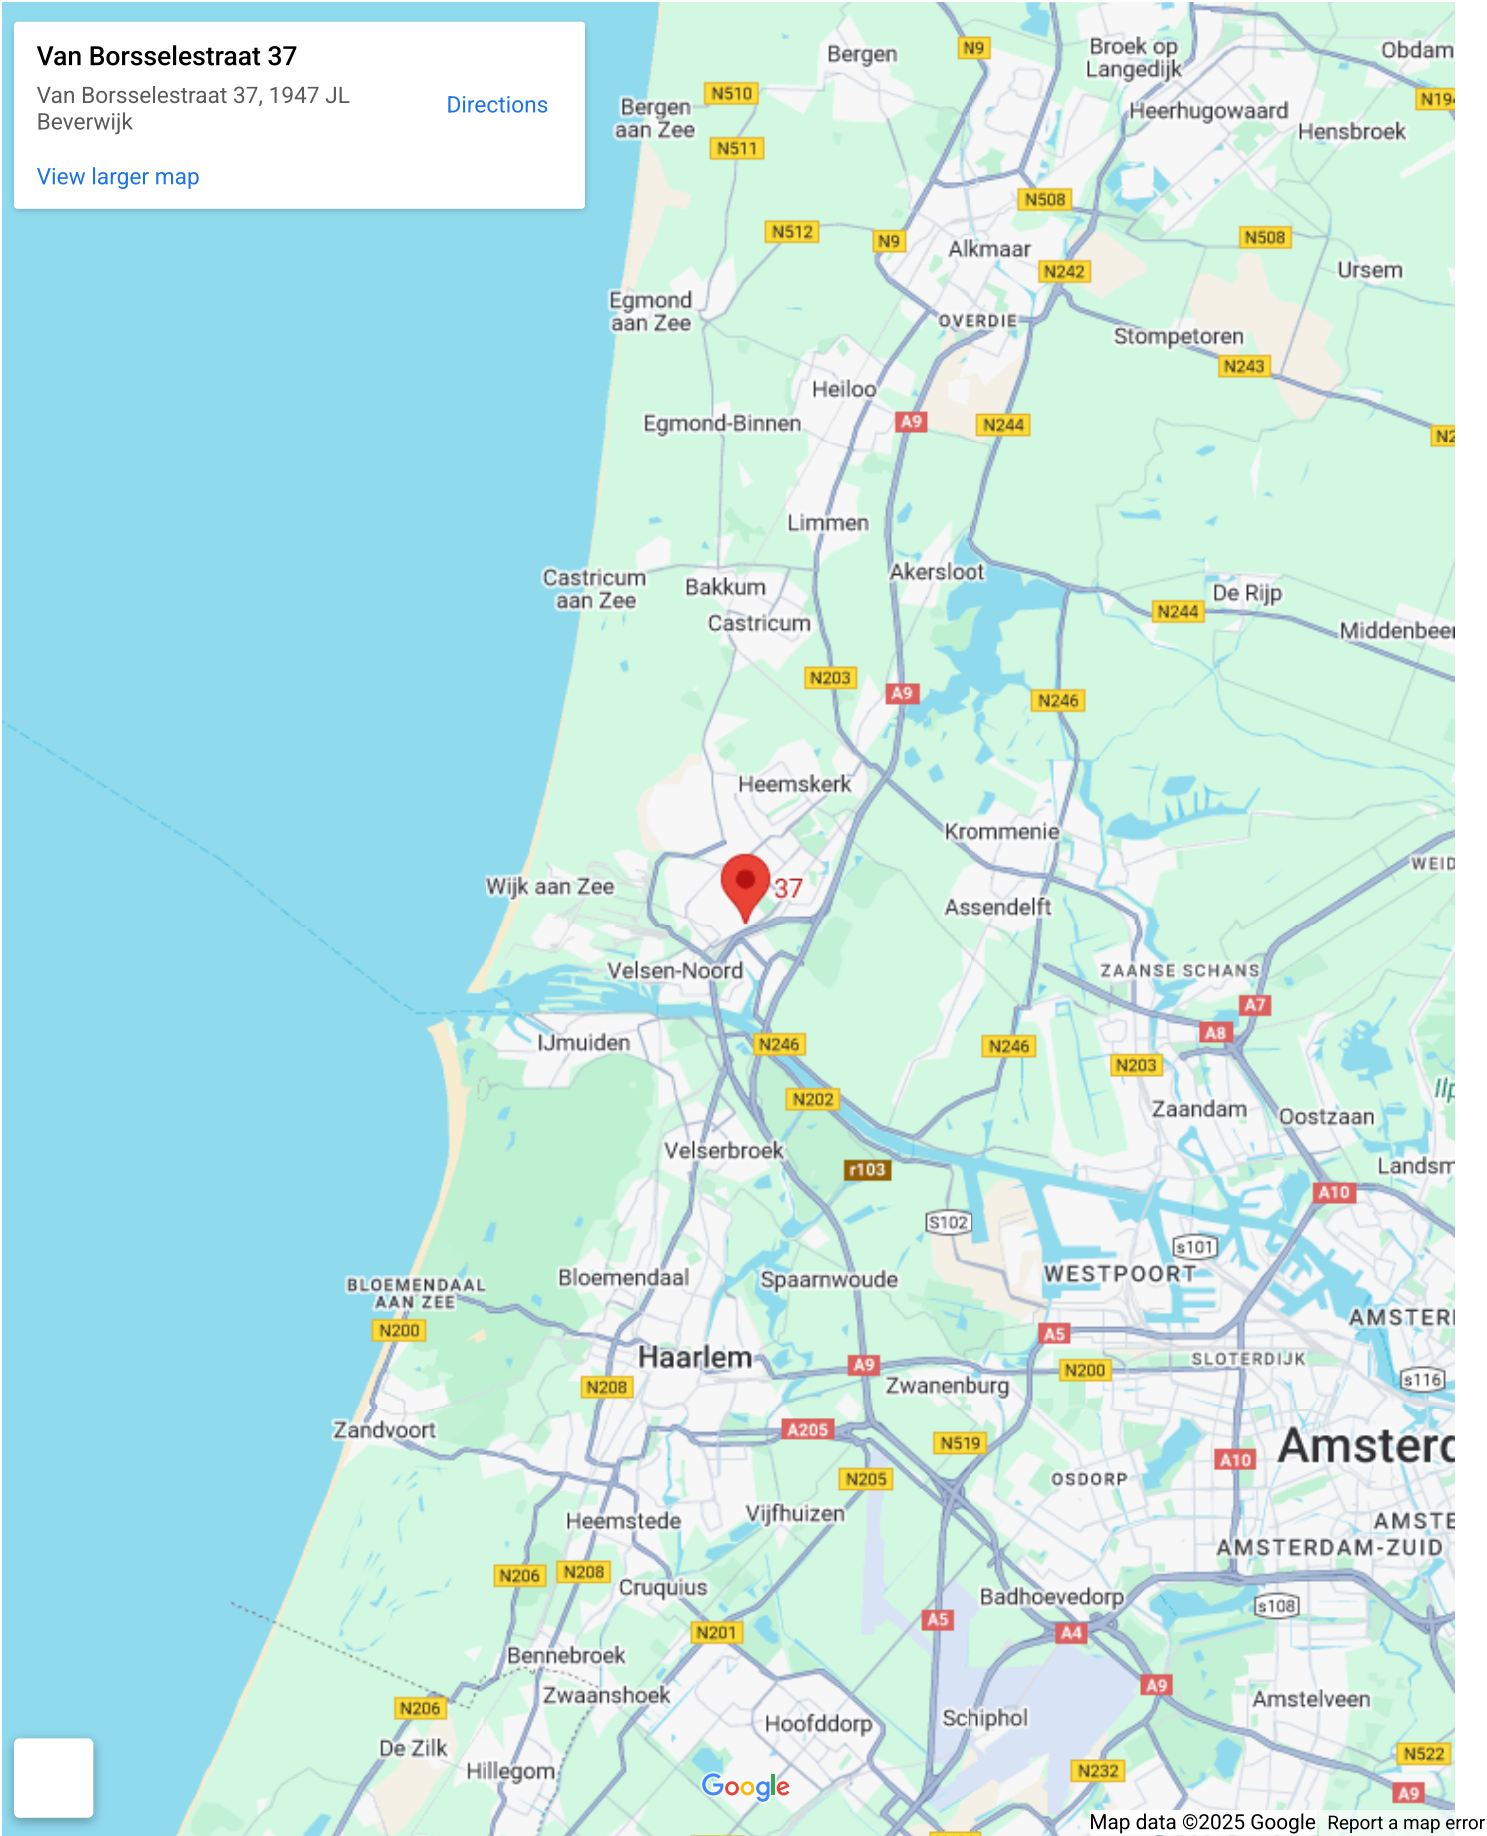 Van Borsselestraat 37
Van Borsselestraat 37, 1947 JL
Beverwijk
Directions
View larger map
Bergen
N9
Broek op
Langedijk
Obdam
N510
Bergen
aan Zee
N194
Heerhugowaard
Hensbroek
N511
N508
N512
N9
Alkmaar
N508
N242
Ursem
Egmond
aan Zee
OVERDIE
Stompetoren
N243
Heiloo
Egmond-Binnen
A9
N244
N2
Limmen
Castricum
aan Zee
Bakkum
Akersloot
De Rijp
N244
Castricum
Middenbeer
N203
A9
N246
Heemskerk
Krommenie
WEID
Wijk aan Zee
37
Assendelft
Velsen-Noord
ZAANSE SCHANS
A7
A8
IJmuiden
N246
N246
N203
Ilp
N202
Zaandam
Oostzaan
Velserbroek
r103
Landsm
A10
S102
s101
Bloemendaal
Spaarnwoude
WESTPOORT
BLOEMENDAAL
AAN ZEE
N200
AMSTER
A5
Haarlem
A9
N200
SLOTERDIJK
s116
N208
Zwanenburg
Zandvoort
A205
N519
Amsterd
A10
N205
OSDORP
Vijfhuizen
Heemstede
AMSTE
AMSTERDAM-ZUID
N206
N208
Cruquius
Badhoevedorp
s108
A5
N201
A4
Bennebroek
A9
Zwaanshoek
Amstelveen
N206
Schiphol
Hoofddorp
De Zilk
N522
Hillegom
N232
Google
A9
Map data ©2025 Google
Report a map error